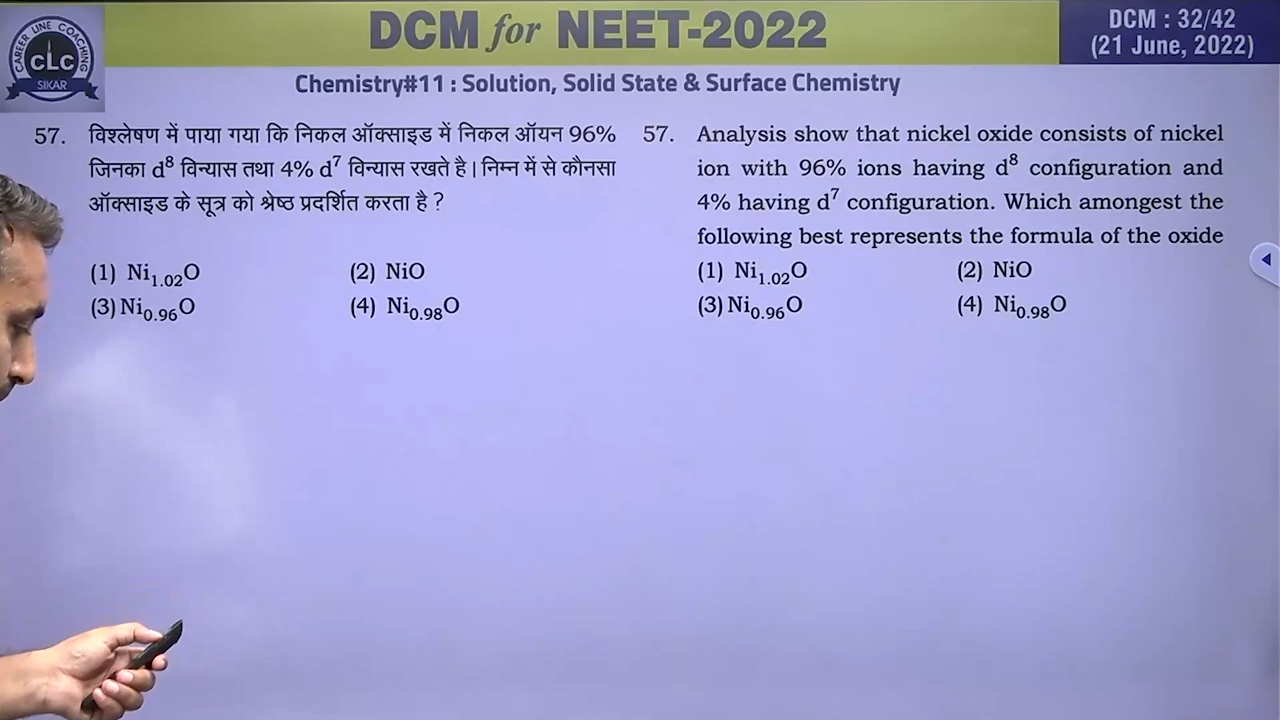 CAREER LINE COACHING
CLC
SIKAR
DCM for NEET-2022
DCM : 32/42
(21 June, 2022)
Chemistry#11 : Solution, Solid State & Surface Chemistry
57. विश्लेषण में पाया गया कि निकल ऑक्साइड में निकल ऑयन 96%
जिनका d⁸ विन्यास तथा 4% d⁷ विन्यास रखते है। निम्न में से कौनसा
ऑक्साइड के सूत्र को श्रेष्ठ प्रदर्शित करता है ?
(1) Ni₁.₀₂O (2) NiO
(3) Ni₀.₉₆O (4) Ni₀.₉₈O
57. Analysis show that nickel oxide consists of nickel
ion with 96% ions having d⁸ configuration and
4% having d⁷ configuration. Which amongest the
following best represents the formula of the oxide
(1) Ni₁.₀₂O (2) NiO
(3) Ni₀.₉₆O (4) Ni₀.₉₈O